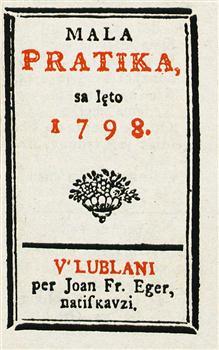 MALA
PRATIKA,
sa lęto
1798.
V' LUBLANI
per Joan Fr. Eger,
natiſkavzi.